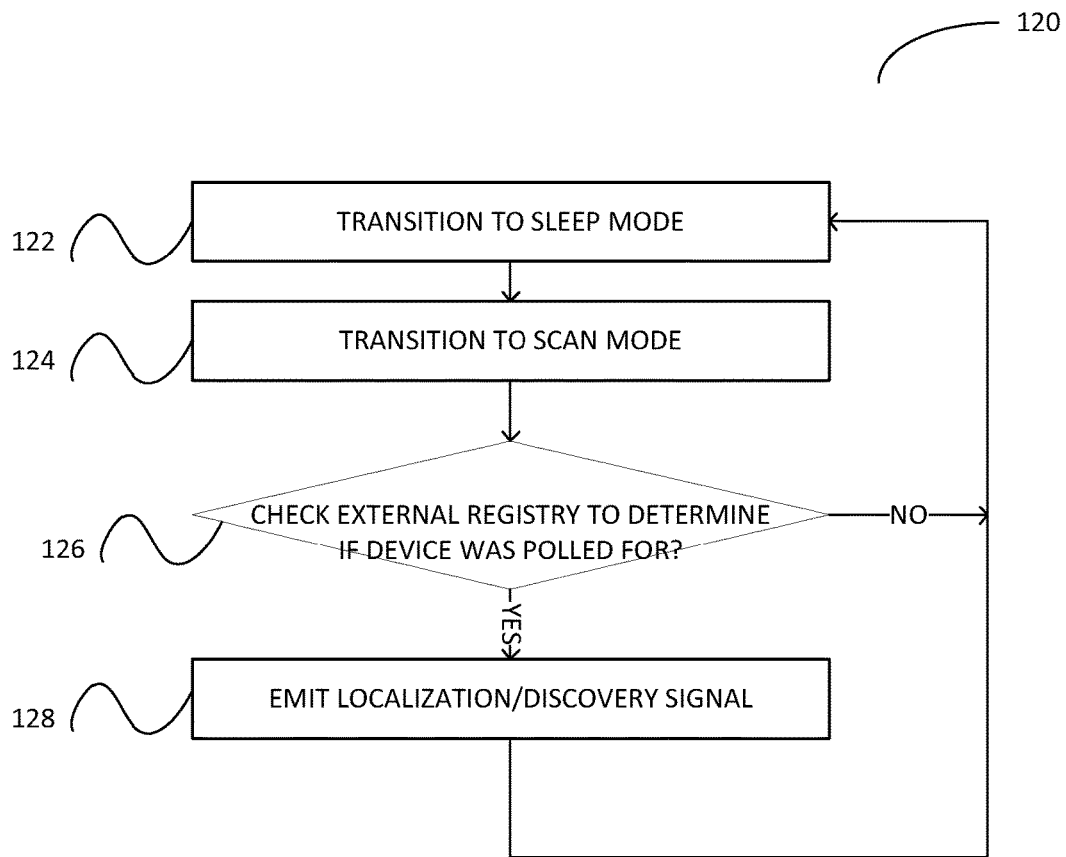 120
TRANSITION TO SLEEP MODE
122
TRANSITION TO SCAN MODE
124
CHECK EXTERNAL REGISTRY TO DETERMINE
IF DEVICE WAS POLLED FOR?
NO
126
YES
EMIT LOCALIZATION/DISCOVERY SIGNAL
128